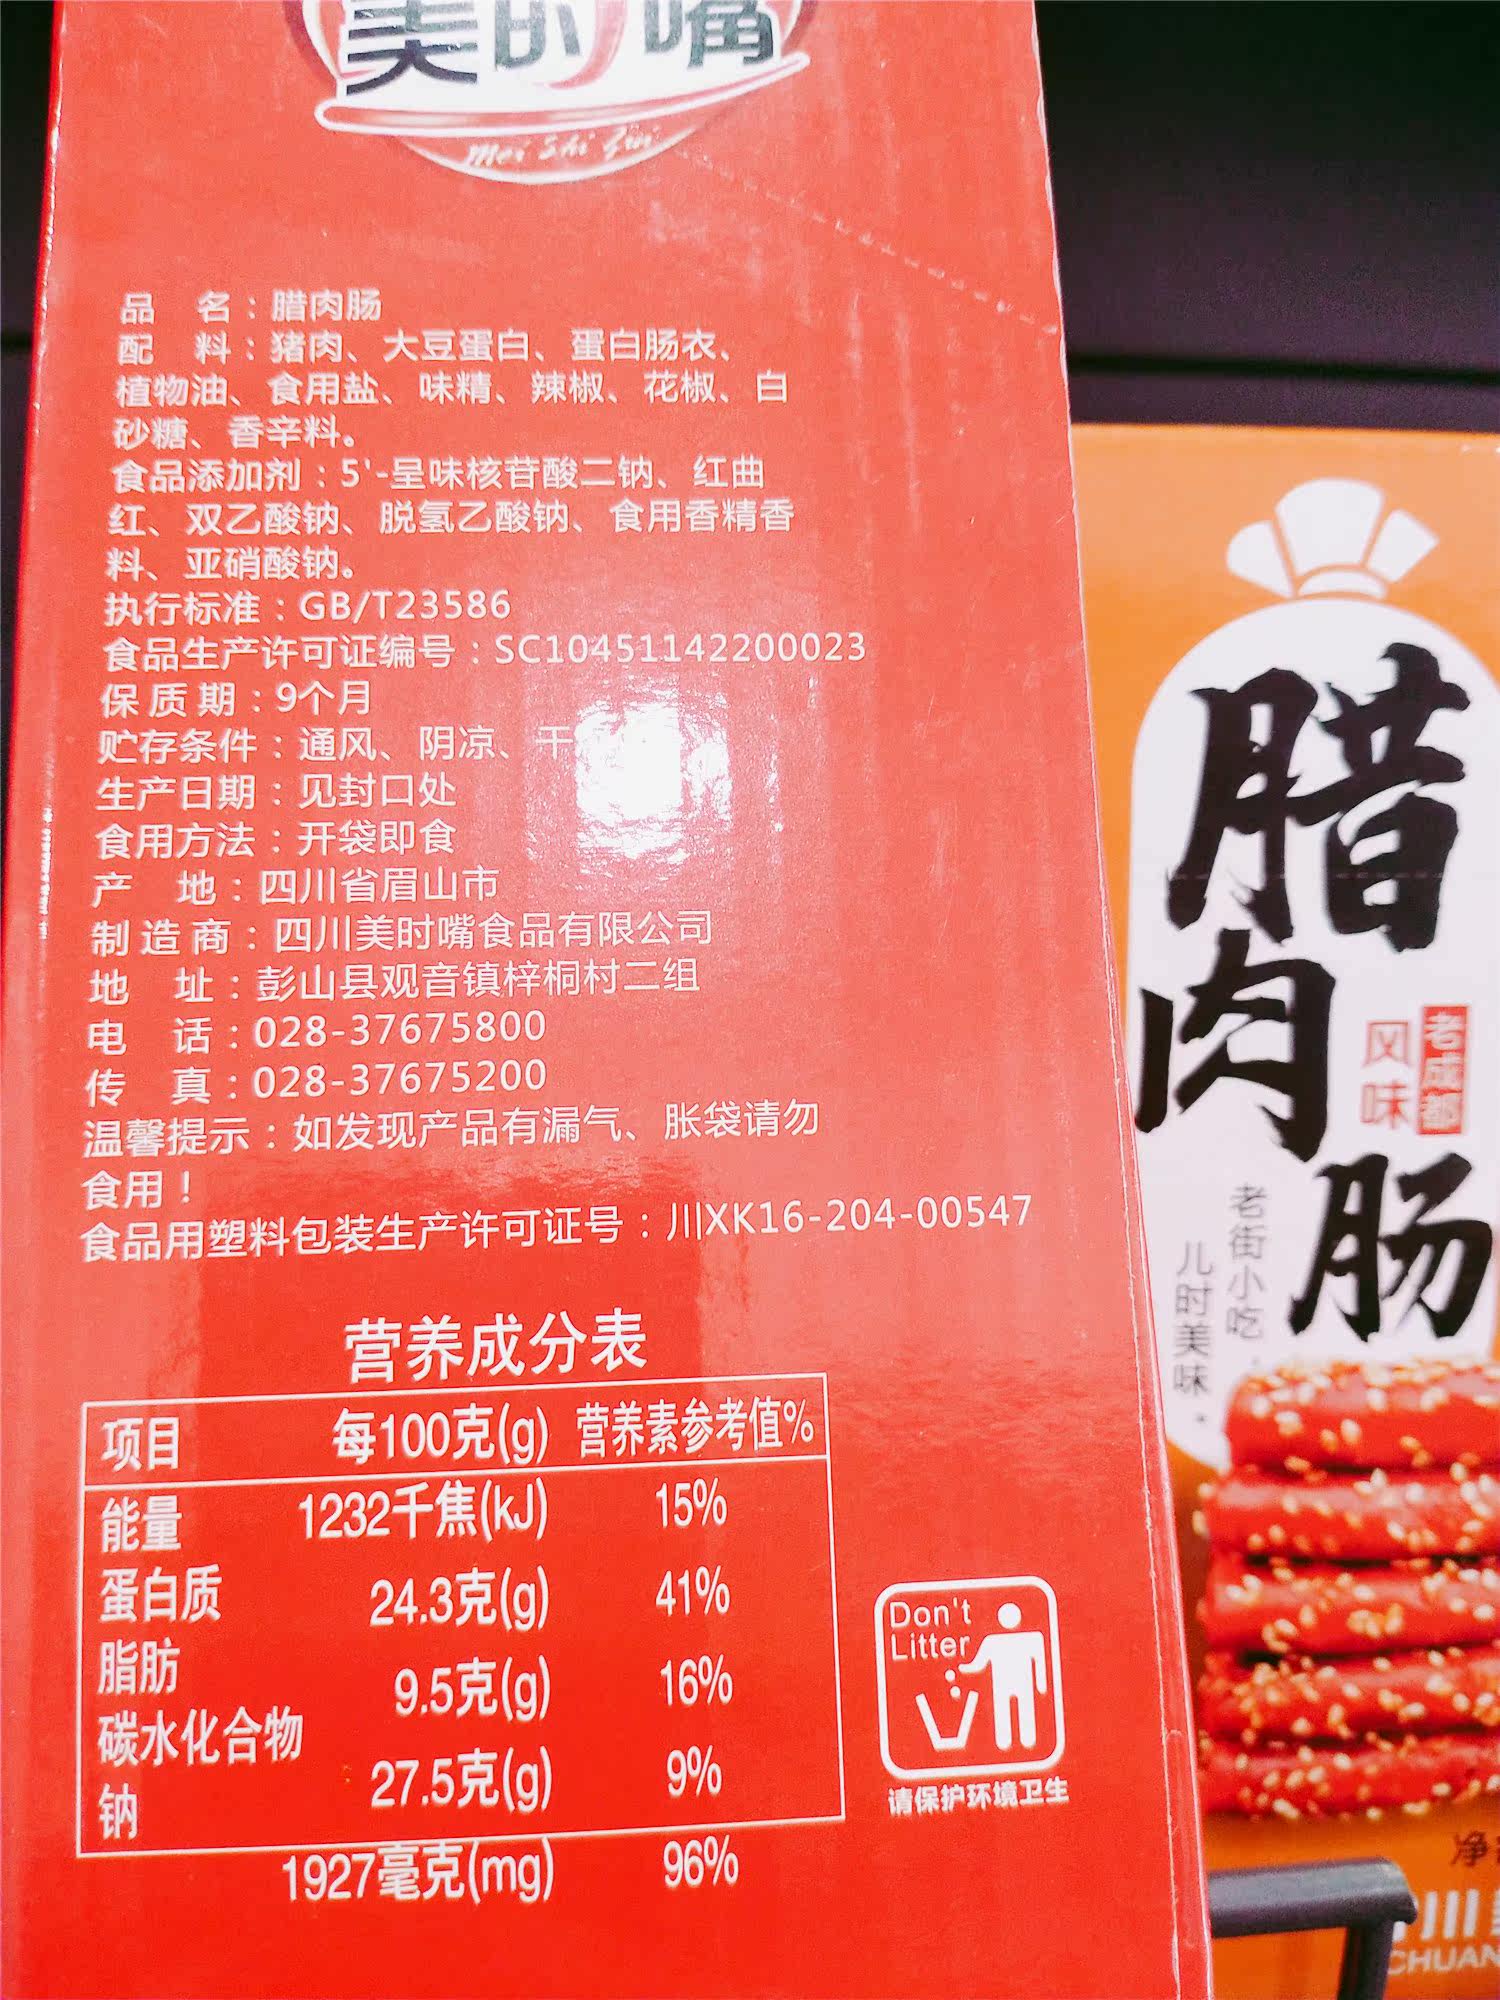 美时嘴
Mei Shi
品 名：腊肉肠
配 料：猪肉、大豆蛋白、蛋白肠衣、
植物油、食用盐、味精、辣椒、花椒、白
砂糖、香辛料。
食品添加剂：5'-呈味核苷酸二钠、红曲
红、双乙酸钠、脱氢乙酸钠、食用香精香
料、亚硝酸钠。
执行标准：GB/T23586
食品生产许可证编号：SC10451142200023
保质期：9个月
贮存条件：通风、阴凉、干
生产日期：见封口处
食用方法：开袋即食
产 地：四川省眉山市
制造商：四川美时嘴食品有限公司
地 址：彭山县观音镇梓桐村二组
电 话：028-37675800
传 真：028-37675200
温馨提示：如发现产品有漏气、胀袋请勿
食用！
食品用塑料包装生产许可证号：川XK16-204-00547
营养成分表
项目 每100克(g) 营养素参考值%
能量 1232千焦(kJ) 15%
蛋白质 24.3克(g) 41%
脂肪 9.5克(g) 16%
碳水化合物 27.5克(g) 9%
钠 1927毫克(mg) 96%
Don't
Litter
请保护环境卫生
腊肉肠
老成都
风味
老街小吃·
儿时美味·
净
川
CHUAN